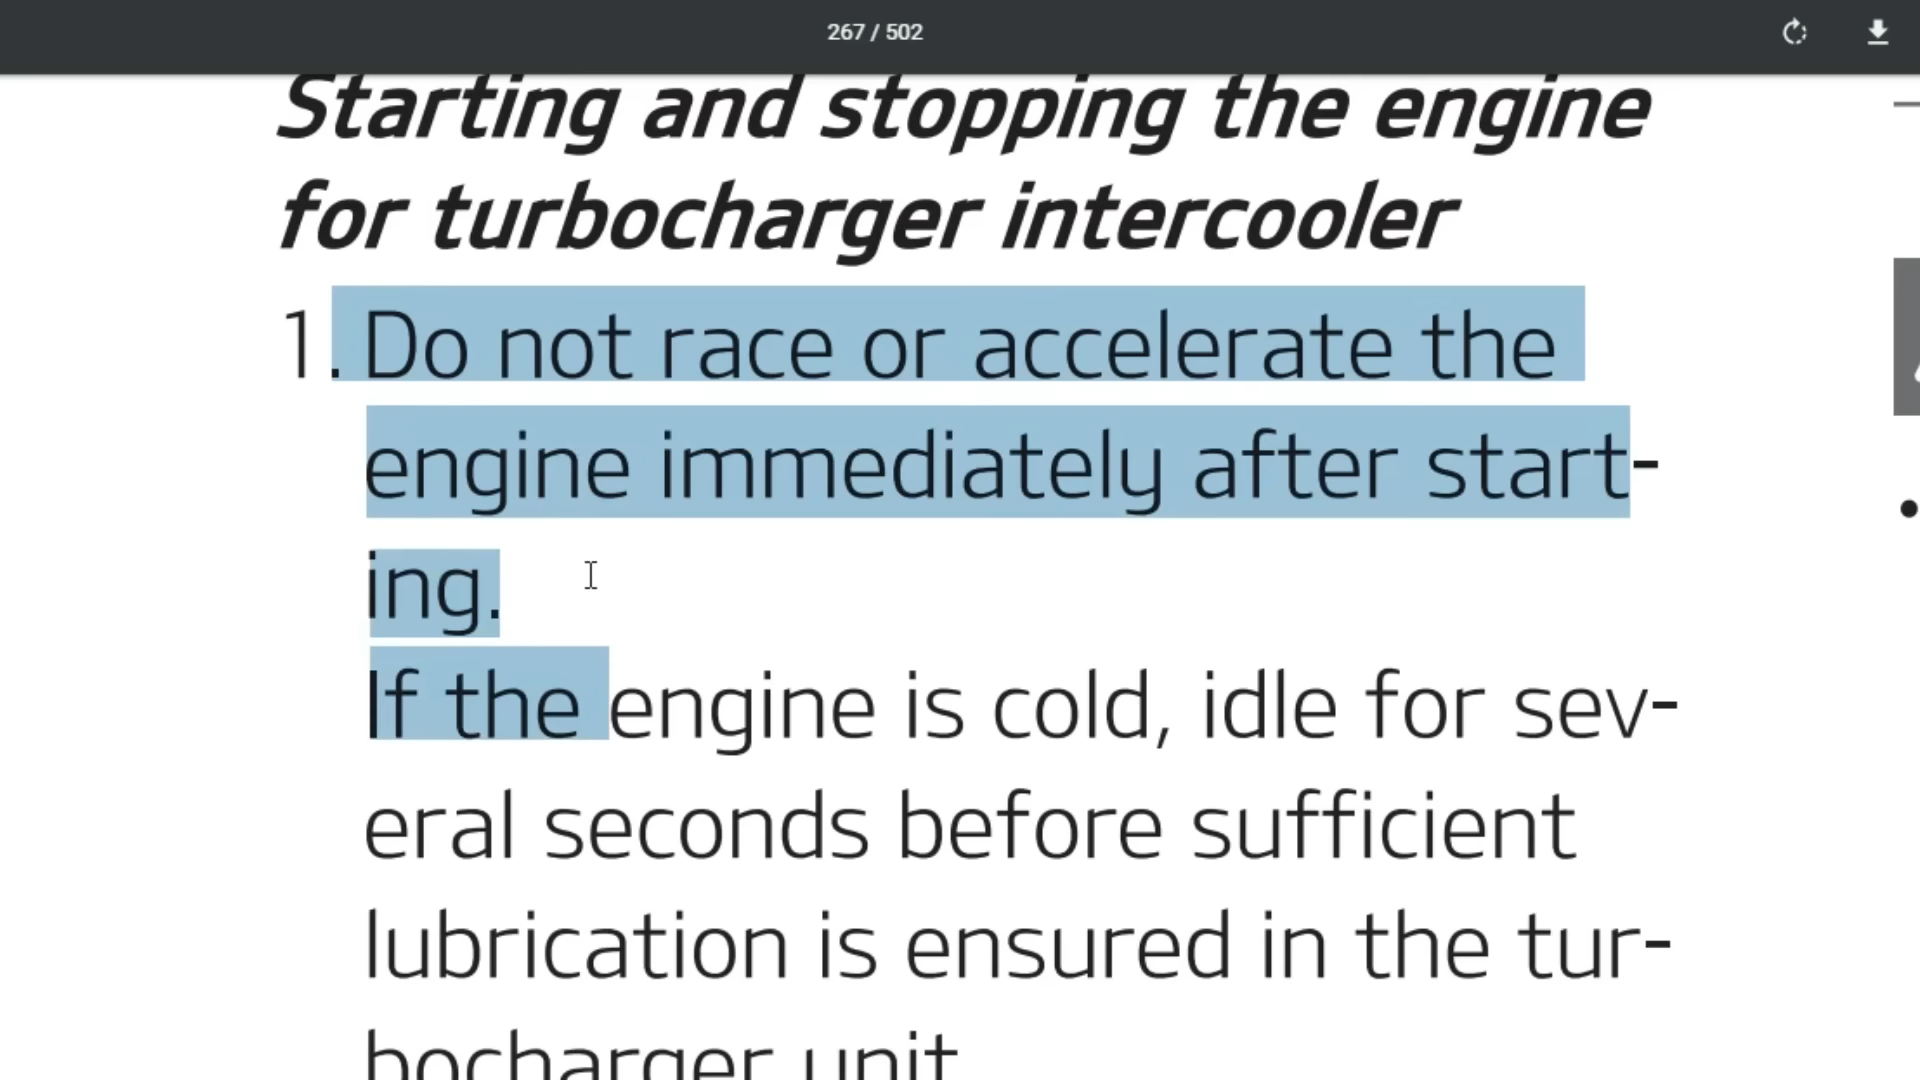 267 / 502
Starting and stopping the engine
for turbocharger intercooler
1. Do not race or accelerate the
engine immediately after start-
ing.
If the engine is cold, idle for sev-
eral seconds before sufficient
lubrication is ensured in the tur-
bocharger unit